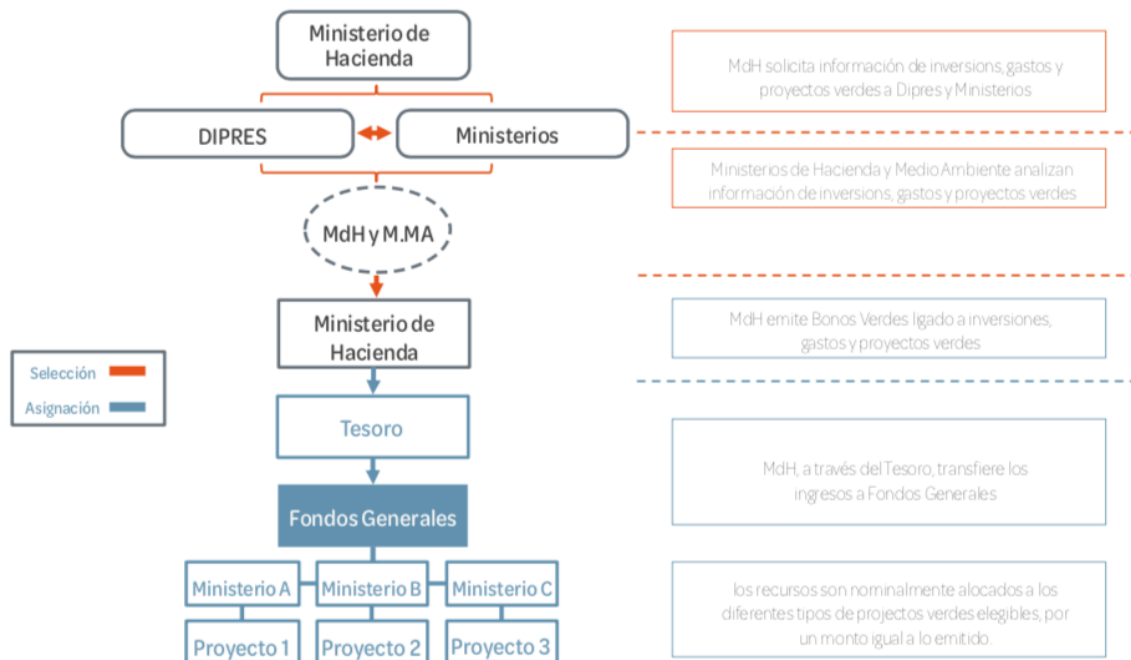 Ministerio de
Hacienda
MdH solicita información de inversions, gastos y
proyectos verdes a Dipres y Ministerios
DIPRES
Ministerios
Ministerios de Hacienda y Medio Ambiente analizan
información de inversions, gastos y proyectos verdes
MdH y M.MA
Ministerio de
Hacienda
MdH emite Bonos Verdes ligado a inversiones,
gastos y proyectos verdes
Selección
Asignación
Tesoro
MdH, a través del Tesoro, transfiere los
ingresos a Fondos Generales
Fondos Generales
Ministerio A
Ministerio B
Ministerio C
los recursos son nominalmente alocados a los
diferentes tipos de projectos verdes elegibles, por
un monto igual a lo emitido.
Proyecto 1
Proyecto 2
Proyecto 3